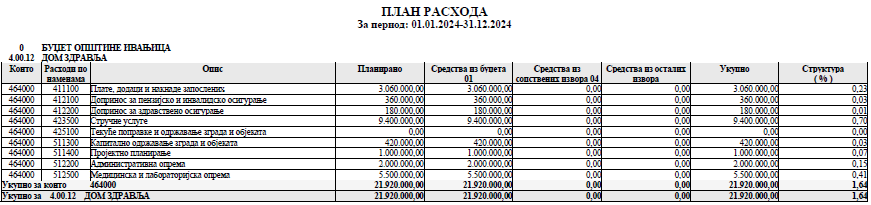 ПЛАН РАСХОДА
За период: 01.01.2024-31.12.2024
0 БУЏЕТ ОПШТИНЕ ИВАЊИЦА
4.00.12 ДОМ ЗДРАВЉА
Конто Расходи по наменама Опис Планирано Средства из буџета 01 Средства из сопствених извора 04 Средства из осталих извора Укупно Структура ( % )
464000 411100 Плате, додаци и накнаде запослених 3.060.000,00 3.060.000,00 0,00 0,00 3.060.000,00 0,23
464000 412100 Допринос за пензијско и инвалидско осигурање 360.000,00 360.000,00 0,00 0,00 360.000,00 0,03
464000 412200 Допринос за здравствено осигурање 180.000,00 180.000,00 0,00 0,00 180.000,00 0,01
464000 423500 Стручне услуге 9.400.000,00 9.400.000,00 0,00 0,00 9.400.000,00 0,70
464000 425100 Текуће поправке и одржавање зграда и објеката 0,00 0,00 0,00 0,00 0,00 0,00
464000 511300 Капитално одржавање зграда и објеката 420.000,00 420.000,00 0,00 0,00 420.000,00 0,03
464000 511400 Пројектно планирање 1.000.000,00 1.000.000,00 0,00 0,00 1.000.000,00 0,07
464000 512200 Административна опрема 2.000.000,00 2.000.000,00 0,00 0,00 2.000.000,00 0,15
464000 512500 Медицинска и лабораторијска опрема 5.500.000,00 5.500.000,00 0,00 0,00 5.500.000,00 0,41
Укупно за конто 464000 21.920.000,00 21.920.000,00 0,00 0,00 21.920.000,00 1,64
Укупно за 4.00.12 ДОМ ЗДРАВЉА 21.920.000,00 21.920.000,00 0,00 0,00 21.920.000,00 1,64